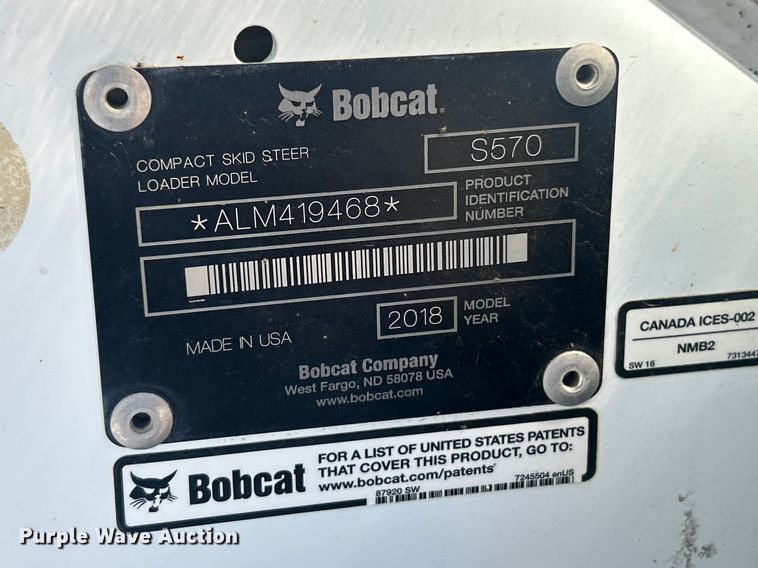 Bobcat.
COMPACT SKID STEER
LOADER MODEL
S570
*ALM419468*
PRODUCT
IDENTIFICATION
NUMBER
MADE IN USA
2018
MODEL
YEAR
Bobcat Company
West Fargo, ND 58078 USA
www.bobcat.com
CANADA ICES-002
NMB2
SW 16
7313447
Bobcat
FOR A LIST OF UNITED STATES PATENTS
THAT COVER THIS PRODUCT, GO TO:
www.bobcat.com/patents
87920 SW
7245504 enUS
Purple Wave Auction